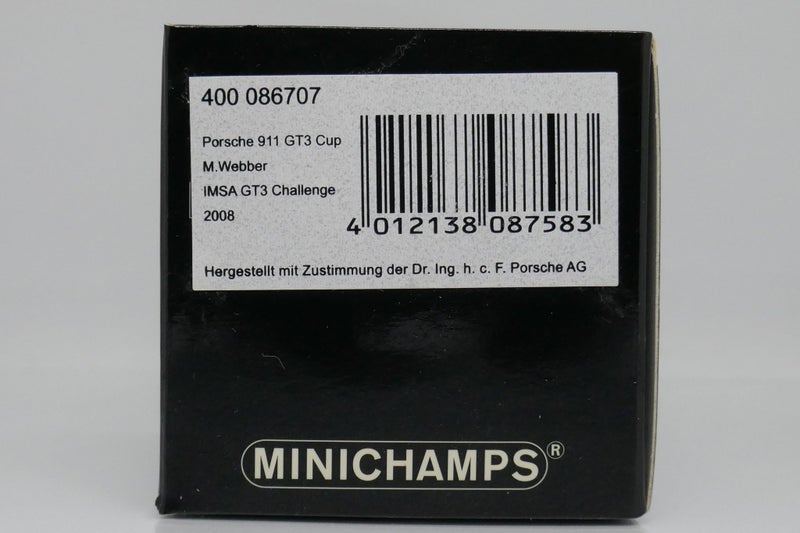 400 086707
Porsche 911 GT3 Cup
M.Webber
IMSA GT3 Challenge
2008
4 012138 087583
Hergestellt mit Zustimmung der Dr. Ing. h. c. F. Porsche AG
MINICHAMPS®